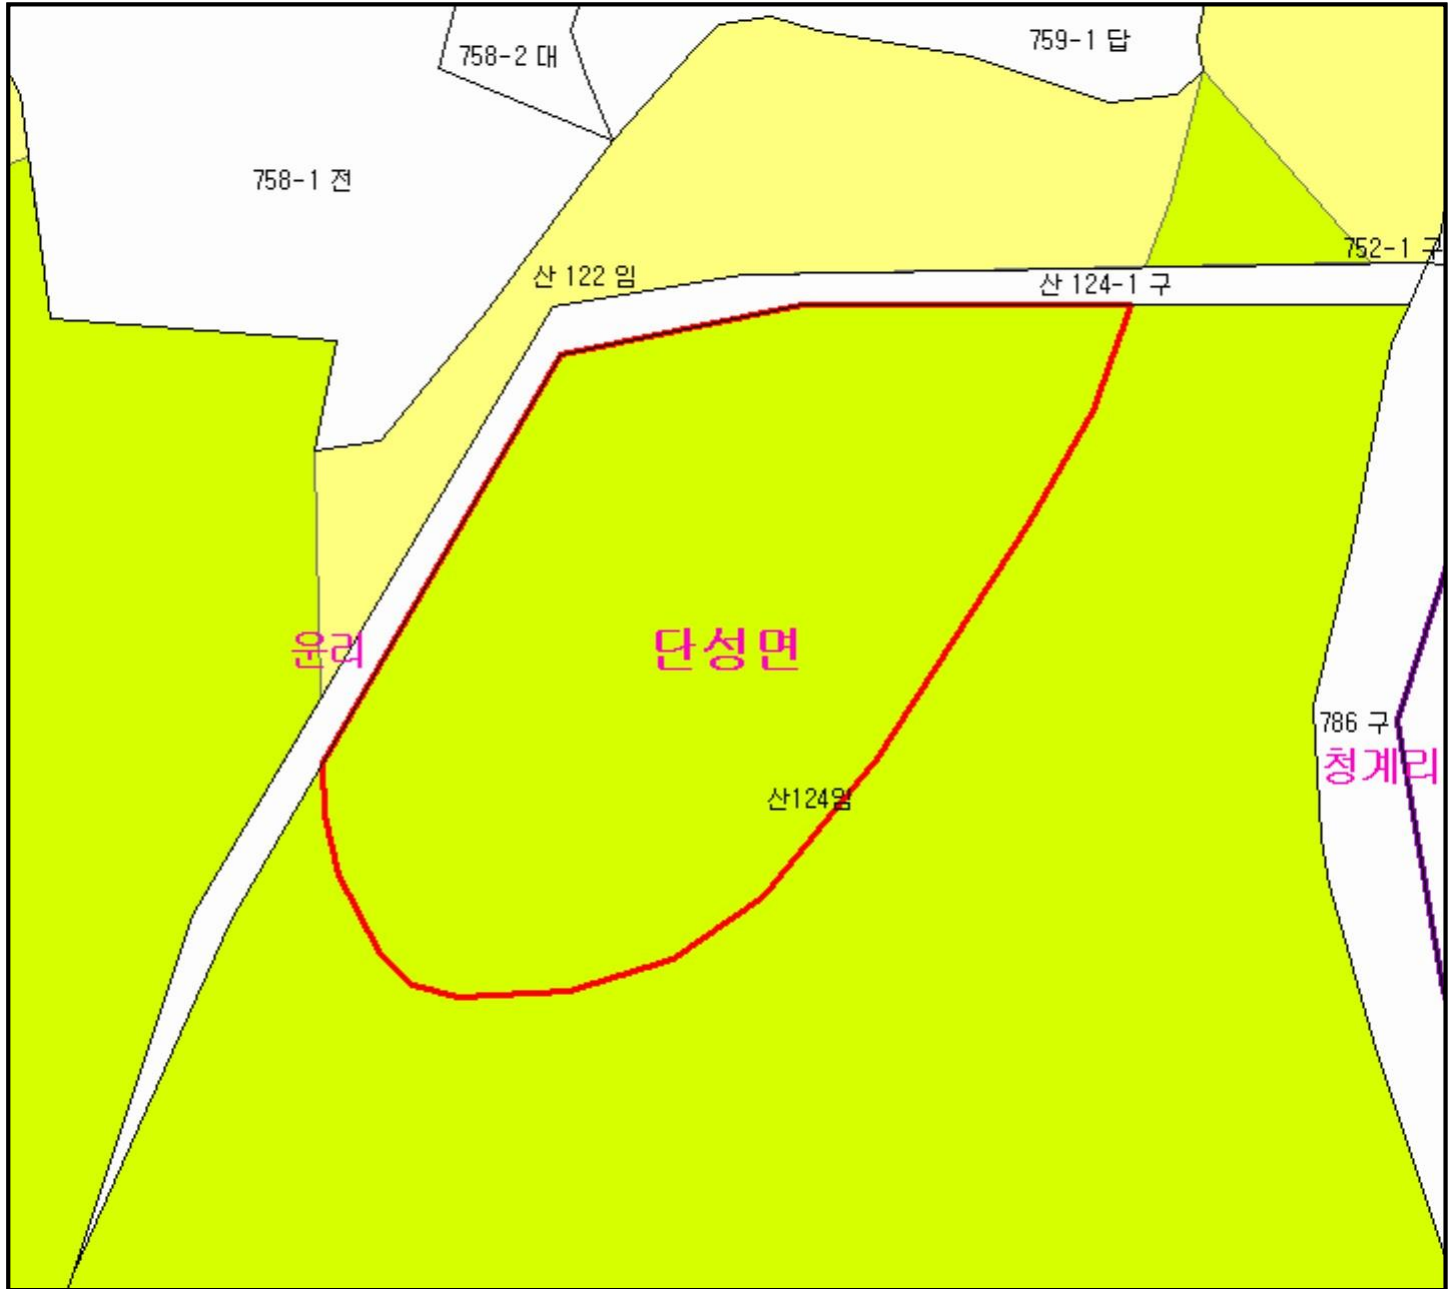 759-1 답
758-2 대
758-1 전
752-1 구
산 122 임
산 124-1 구
운리
단성면
786 구
청계리
산124임